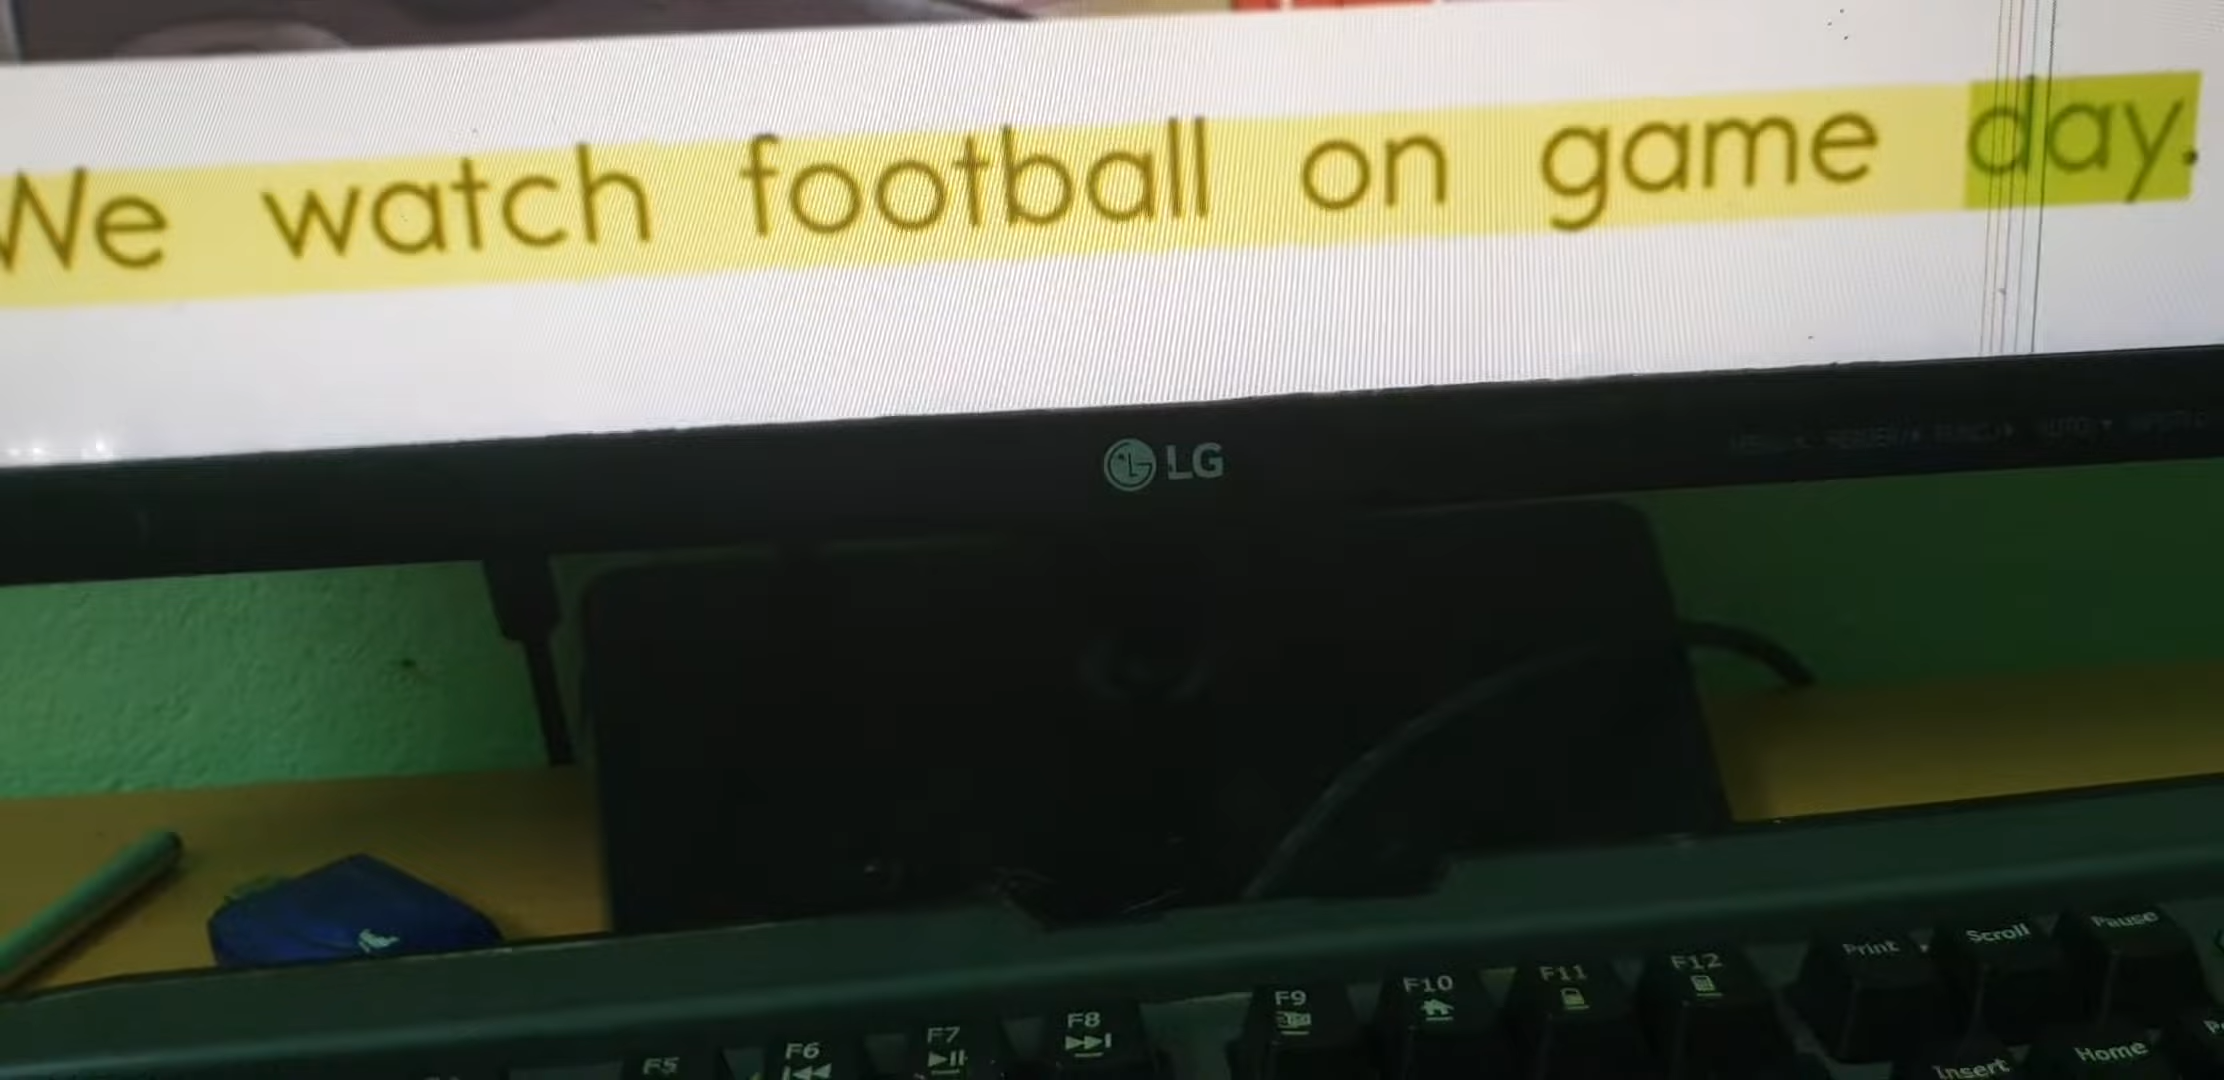 We watch football on game day.
LG
F5 F6 F7 F8 F9 F10 F11 F12 Print Scroll Pause
Insert Home